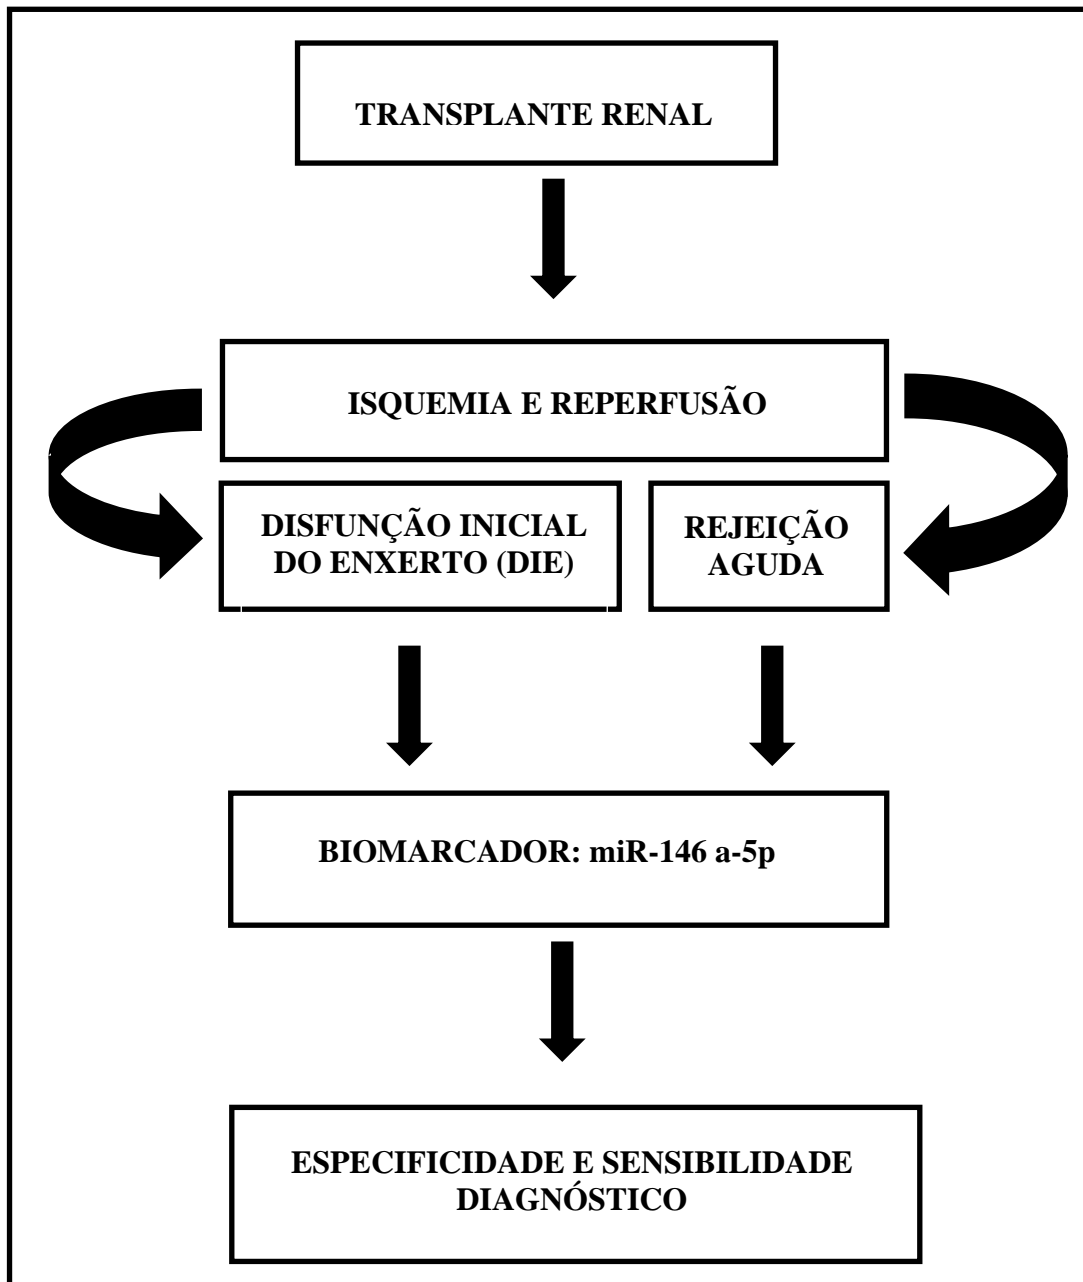 TRANSPLANTE RENAL
ISQUEMIA E REPERFUSÃO
DISFUNÇÃO INICIAL
DO ENXERTO (DIE)
REJEIÇÃO
AGUDA
BIOMARCADOR: miR-146 a-5p
ESPECIFICIDADE E SENSIBILIDADE
DIAGNÓSTICO